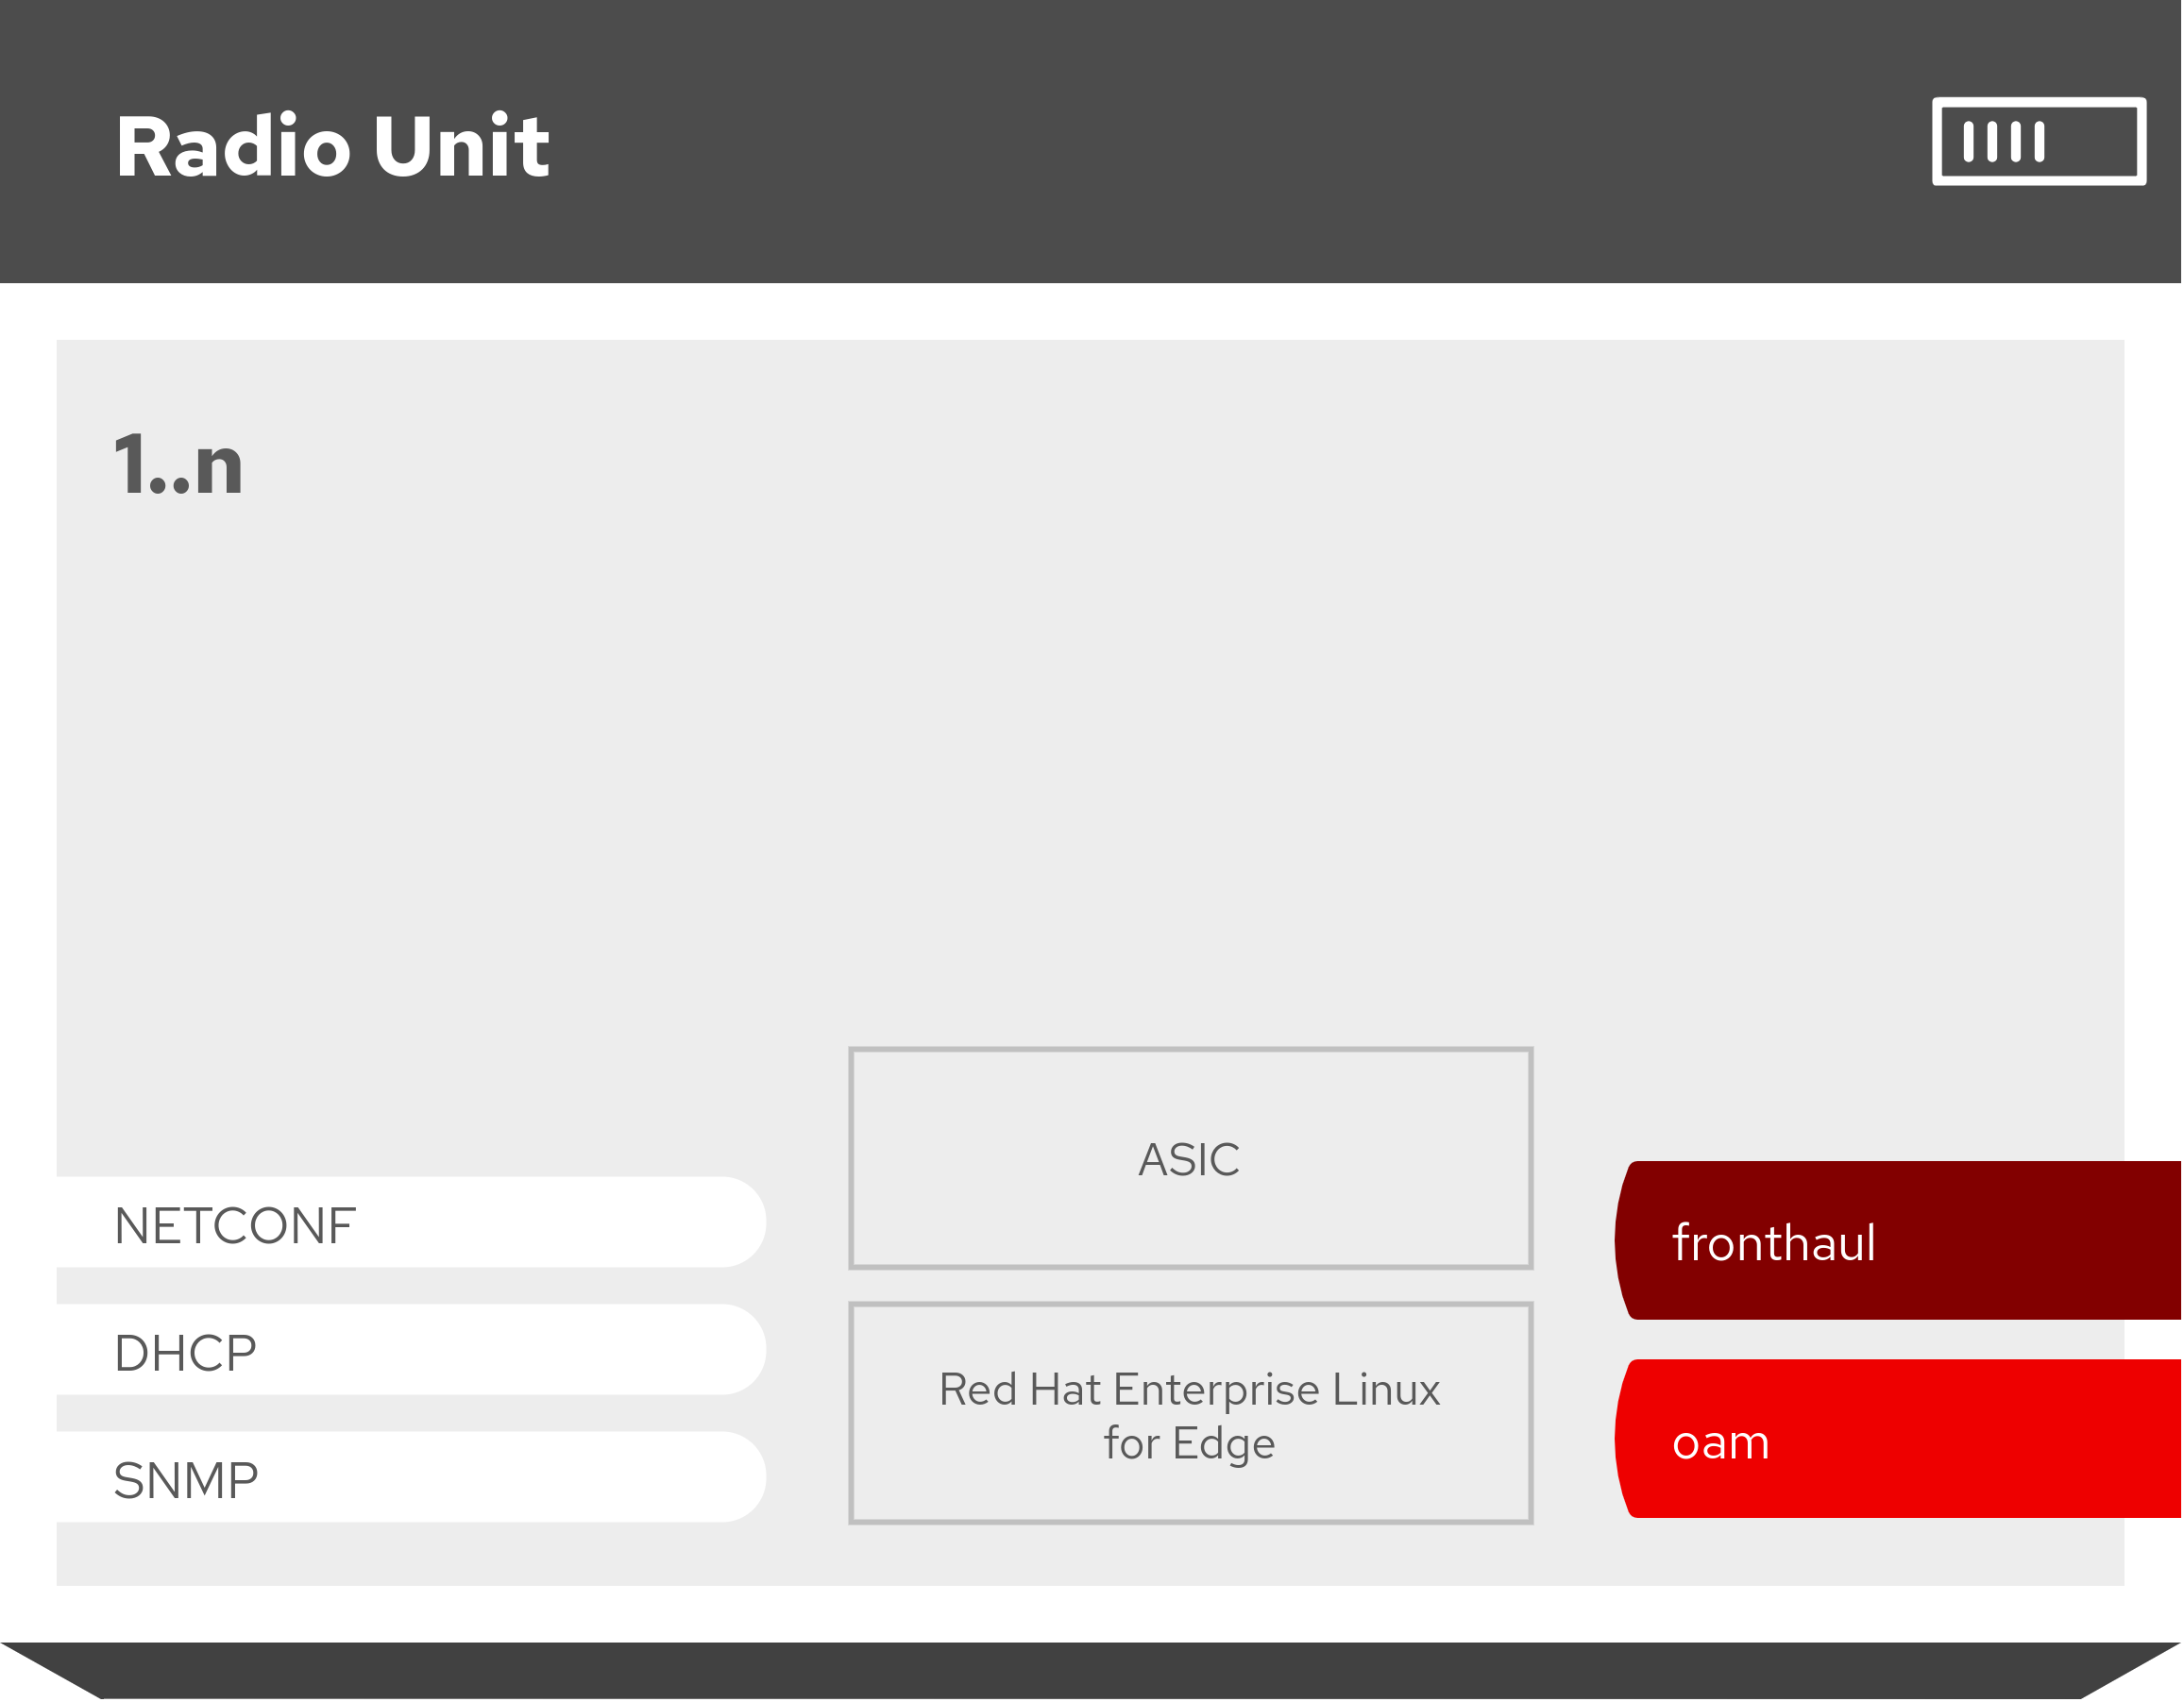 Radio Unit
1..n
ASIC
NETCONF
DHCP
SNMP
Red Hat Enterprise Linux
for Edge
fronthaul
oam